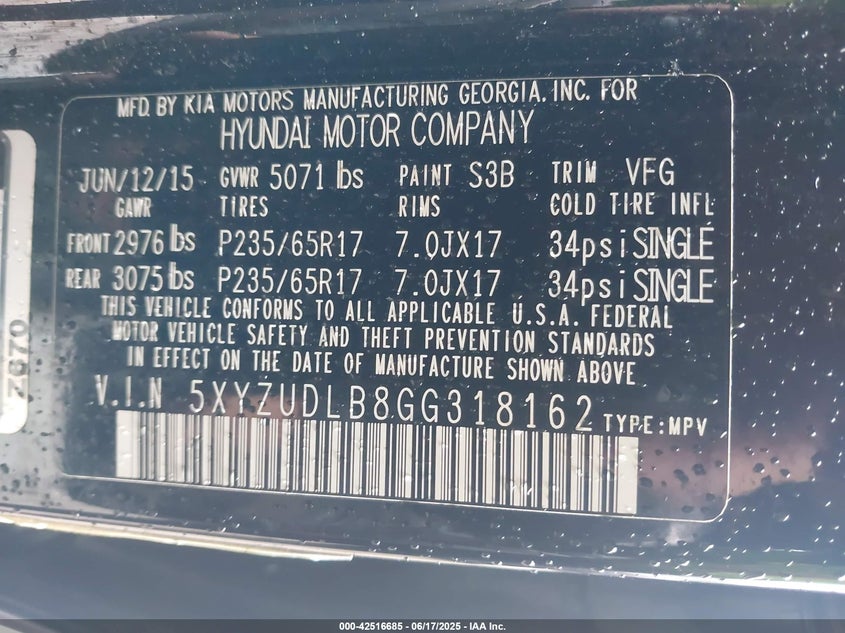 MFD. BY KIA MOTORS MANUFACTURING GEORGIA. INC. FOR
HYUNDAI MOTOR COMPANY
JUN/12/15 GVWR 5071 lbs PAINT S3B TRIM VFG
GAWR TIRES RIMS COLD TIRE INFL
FRONT 2976 lbs P235/65R17 7.0JX17 34psi SINGLE
REAR 3075 lbs P235/65R17 7.0JX17 34psi SINGLE
THIS VEHICLE CONFORMS TO ALL APPLICABLE U.S.A. FEDERAL
MOTOR VEHICLE SAFETY AND THEFT PREVENTION STANDARDS
IN EFFECT ON THE DATE OF MANUFACTURE SHOWN ABOVE
V.I.N 5XYZUDLB8GG318162 TYPE:MPV
000-42516685 - 06/17/2025 - IAA Inc.